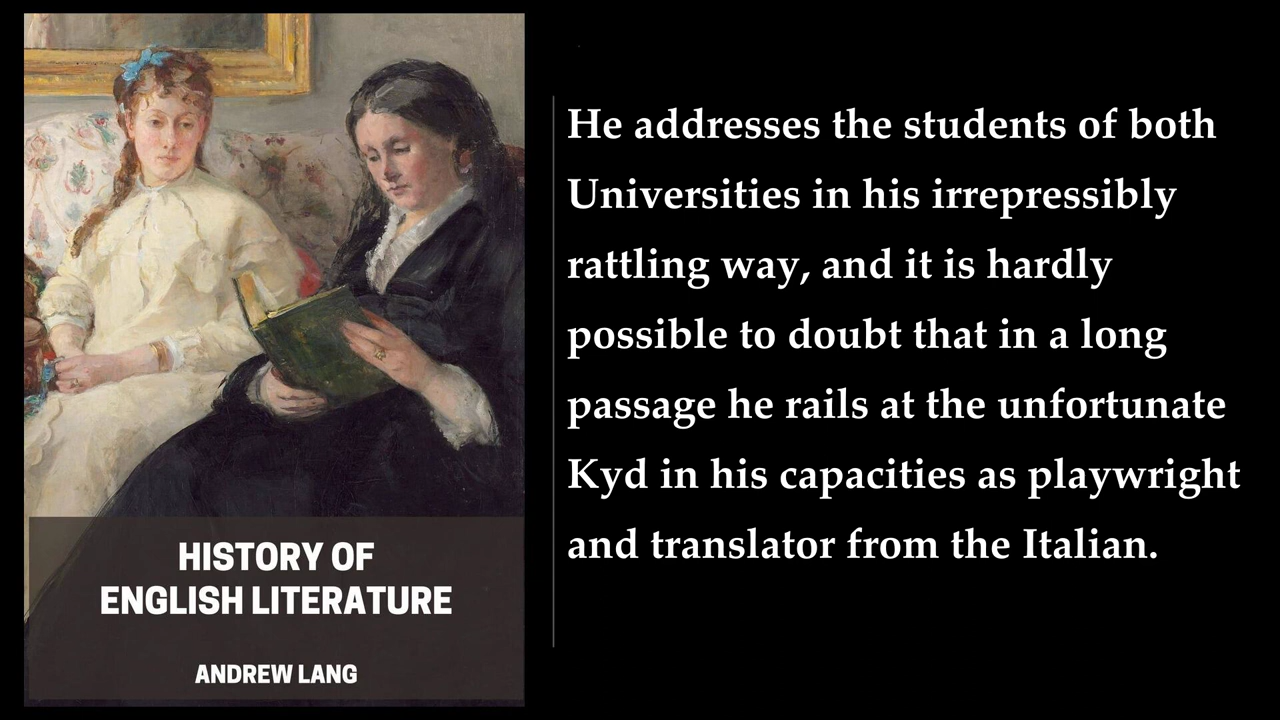 HISTORY OF
ENGLISH LITERATURE
ANDREW LANG
He addresses the students of both
Universities in his irrepressibly
rattling way, and it is hardly
possible to doubt that in a long
passage he rails at the unfortunate
Kyd in his capacities as playwright
and translator from the Italian.